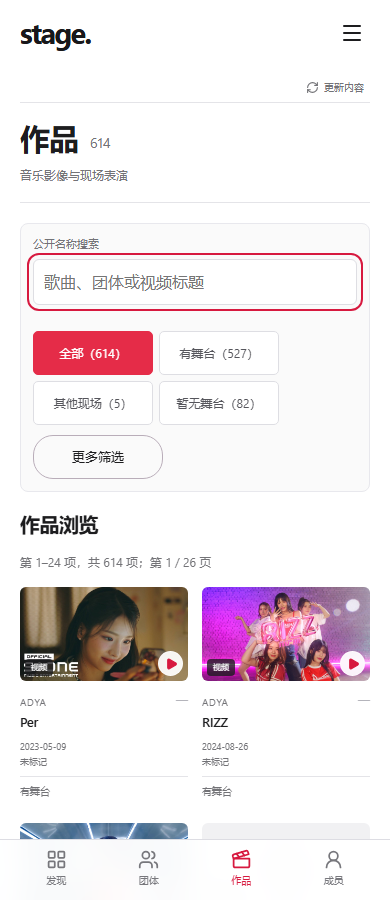 stage.
更新内容
作品 614
音乐影像与现场表演
公开名称搜索
歌曲、团体或视频标题
全部（614）
有舞台（527）
其他现场（5）
暂无舞台（82）
更多筛选
作品浏览
第 1–24 项，共 614 项；第 1 / 26 页
OFFICIAL
视频
视频
RIZZ
ADYA —
Per
2023-05-09
未标记
有舞台
ADYA —
RIZZ
2024-08-26
未标记
有舞台
发现
团体
作品
成员